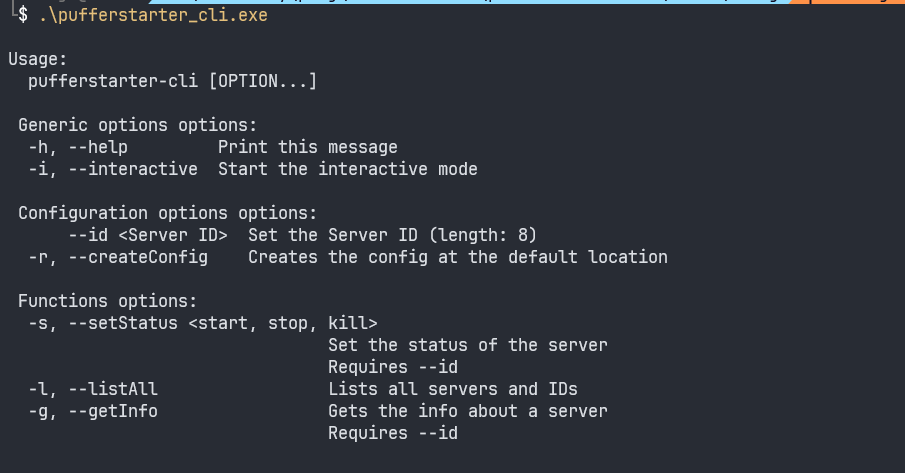 $ .\pufferstarter_cli.exe
Usage:
pufferstarter-cli [OPTION...]
Generic options options:
-h, --help Print this message
-i, --interactive Start the interactive mode
Configuration options options:
--id <Server ID> Set the Server ID (length: 8)
-r, --createConfig Creates the config at the default location
Functions options:
-s, --setStatus <start, stop, kill>
Set the status of the server
Requires --id
-l, --listAll Lists all servers and IDs
-g, --getInfo Gets the info about a server
Requires --id